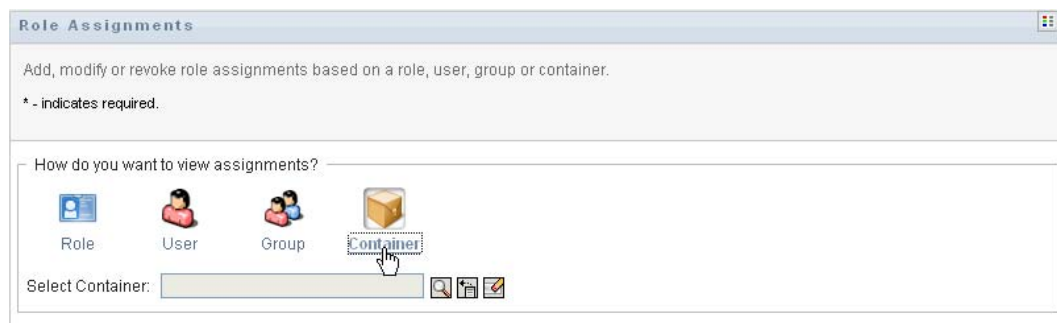 Role Assignments
Add, modify or revoke role assignments based on a role, user, group or container.
* - indicates required.
How do you want to view assignments?
Role User Group Container
Select Container: